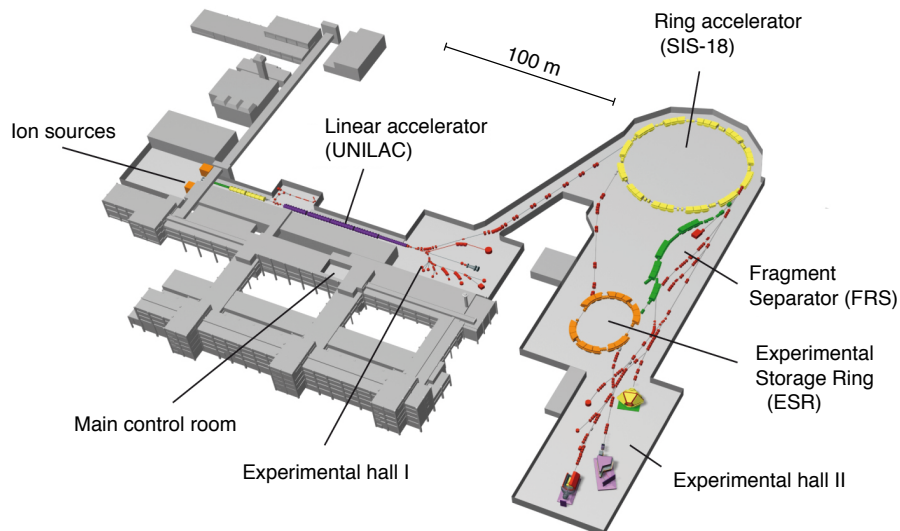 Ring accelerator
(SIS-18)
100 m
Ion sources
Linear accelerator
(UNILAC)
Fragment
Separator (FRS)
Experimental
Storage Ring
(ESR)
Main control room
Experimental hall I
Experimental hall II